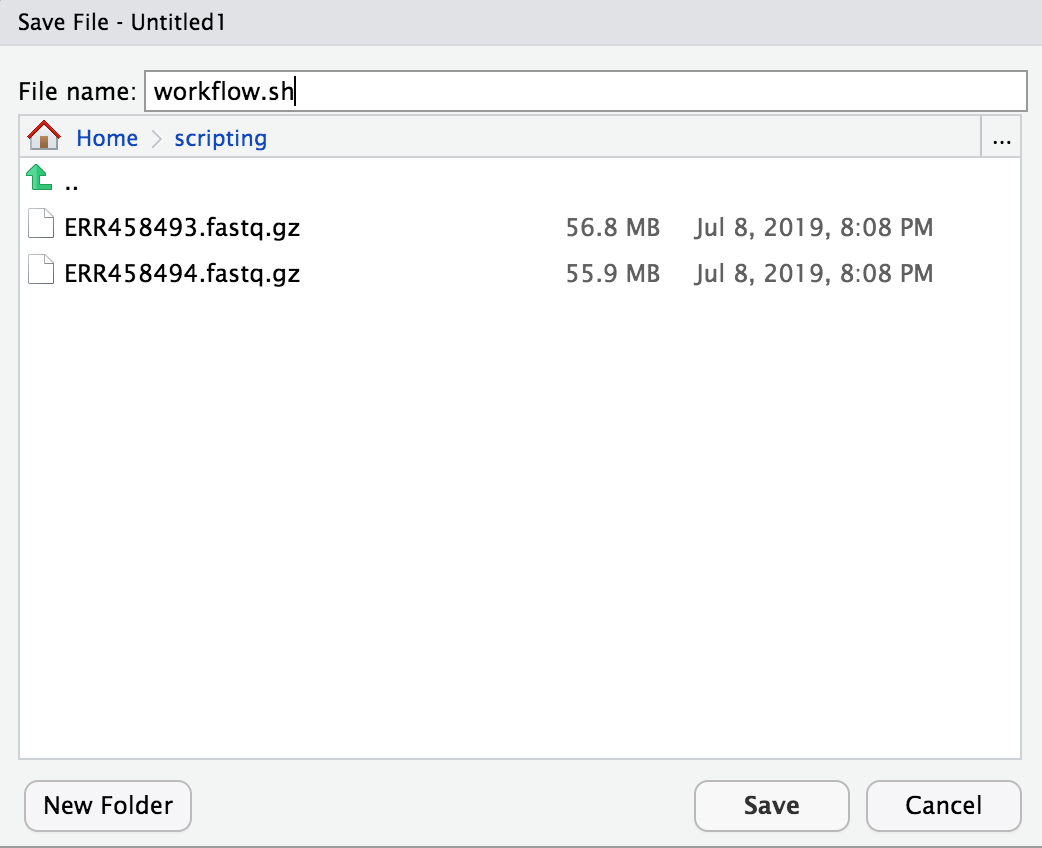 Save File - Untitled1
File name: workflow.sh
Home scripting ...
..
ERR458493.fastq.gz 56.8 MB Jul 8, 2019, 8:08 PM
ERR458494.fastq.gz 55.9 MB Jul 8, 2019, 8:08 PM
New Folder Save Cancel